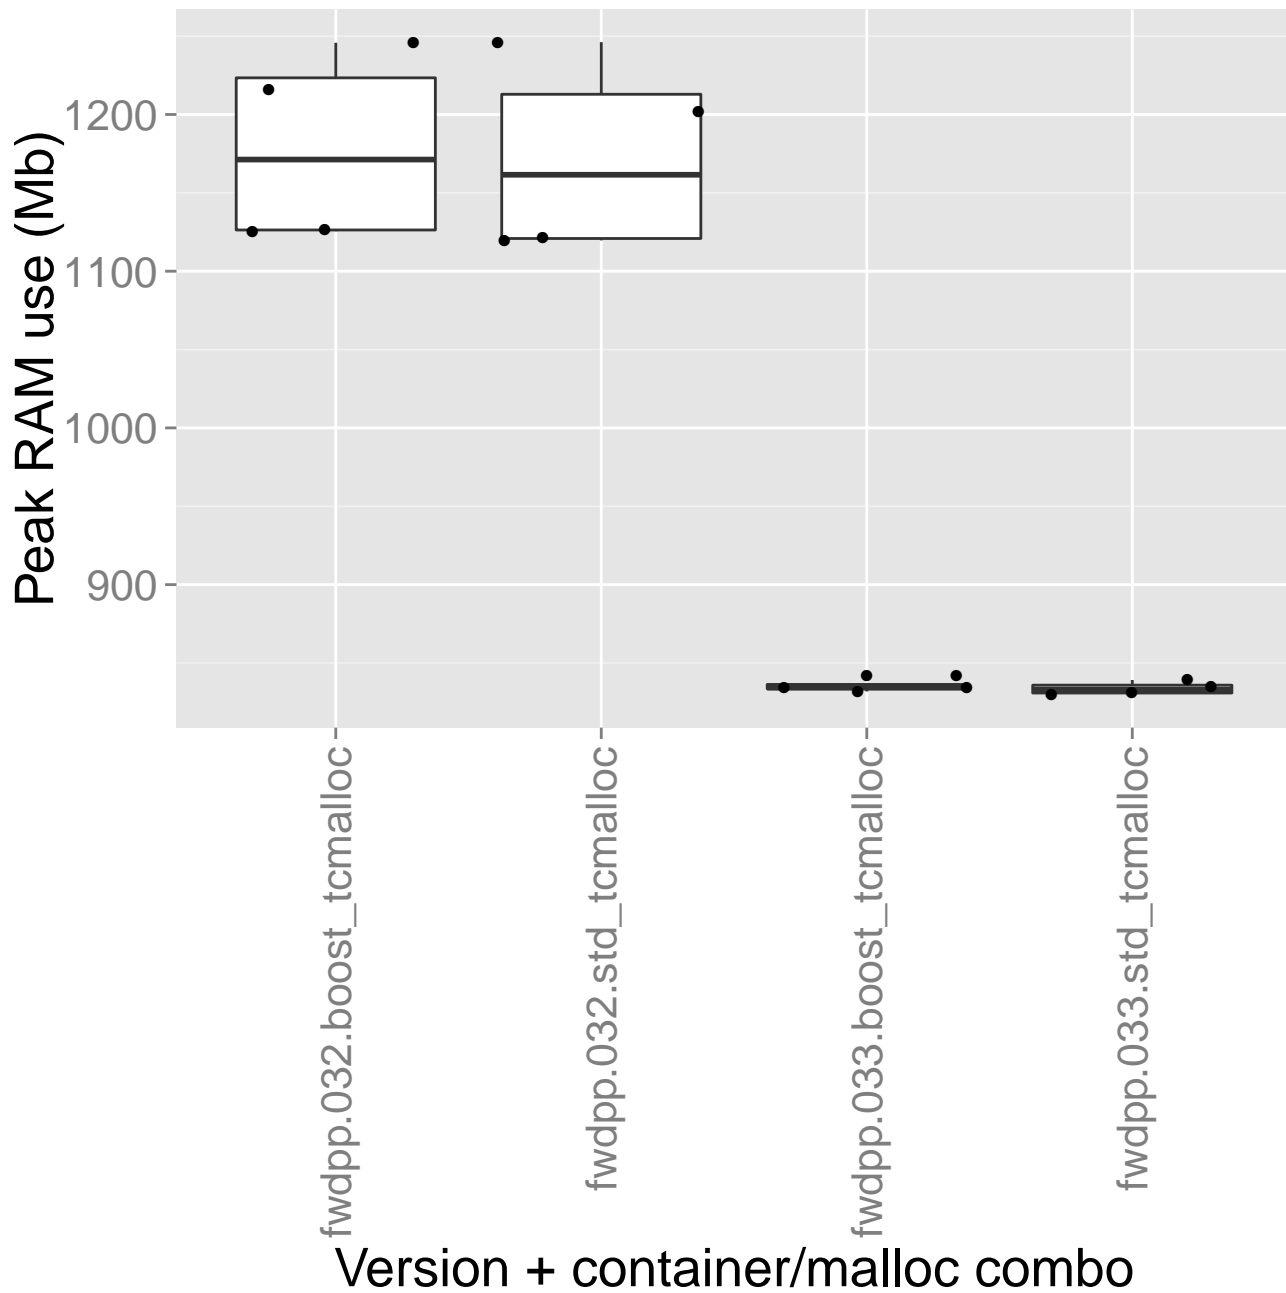 Peak RAM use (Mb)
1200
1100
1000
900
fwdpp.032.boost_tcmalloc
fwdpp.032.std_tcmalloc
fwdpp.033.boost_tcmalloc
fwdpp.033.std_tcmalloc
Version + container/malloc combo